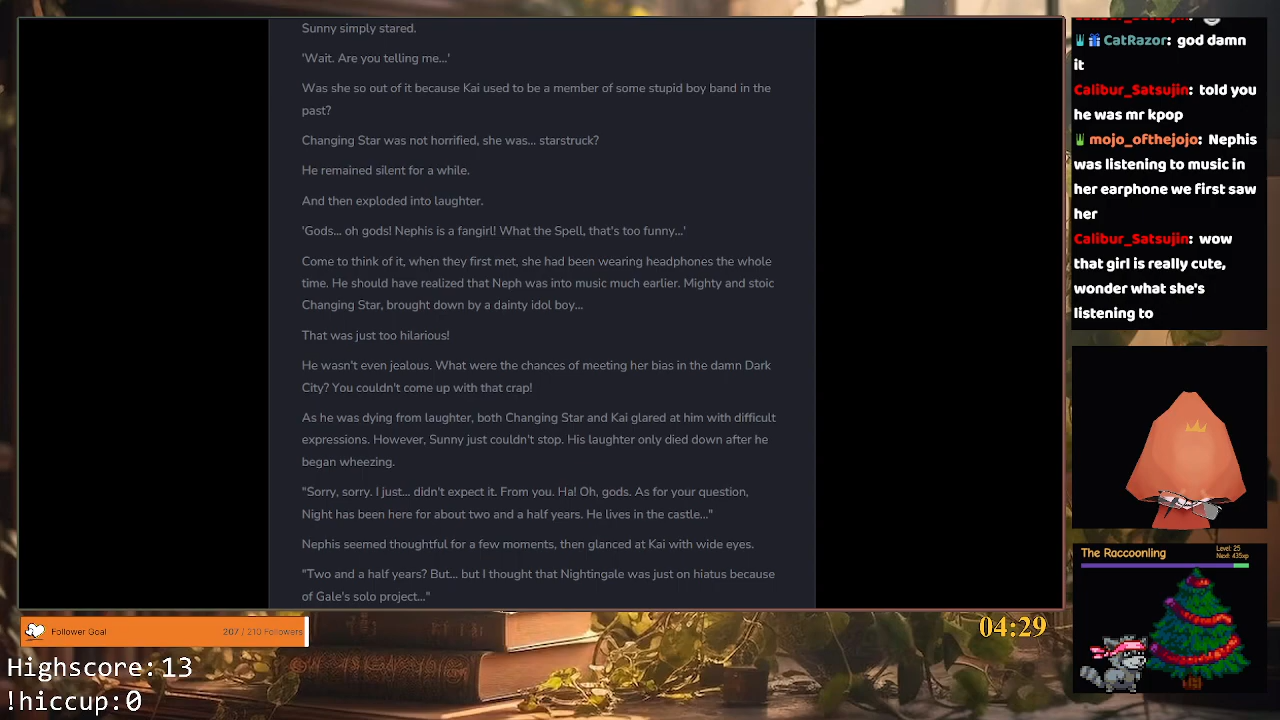 Sunny simply stared.
'Wait. Are you telling me...'
Was she so out of it because Kai used to be a member of some stupid boy band in the
past?
Changing Star was not horrified, she was... starstruck?
He remained silent for a while.
And then exploded into laughter.
'Gods... oh gods! Nephis is a fangirl! What the Spell, that's too funny...'
Come to think of it, when they first met, she had been wearing headphones the whole
time. He should have realized that Neph was into music much earlier. Mighty and stoic
Changing Star, brought down by a dainty idol boy...
That was just too hilarious!
He wasn't even jealous. What were the chances of meeting her bias in the damn Dark
City? You couldn't come up with that crap!
As he was dying from laughter, both Changing Star and Kai glared at him with difficult
expressions. However, Sunny just couldn't stop. His laughter only died down after he
began wheezing.
"Sorry, sorry. I just... didn't expect it. From you. Ha! Oh, gods. As for your question,
Night has been here for about two and a half years. He lives in the castle..."
Nephis seemed thoughtful for a few moments, then glanced at Kai with wide eyes.
"Two and a half years? But... but I thought that Nightingale was just on hiatus because
of Gale's solo project..."
CatRazor: god damn
it
Calibur_Satsujin: told you
he was mr kpop
mojo_ofthejojo: Nephis
was listening to music in
her earphone we first saw
her
Calibur_Satsujin: wow
that girl is really cute,
wonder what she's
listening to
The Raccoonling
Level: 25
Next: 435xp
Follower Goal
207 / 210 Followers
04:29
Highscore:13
!hiccup:0